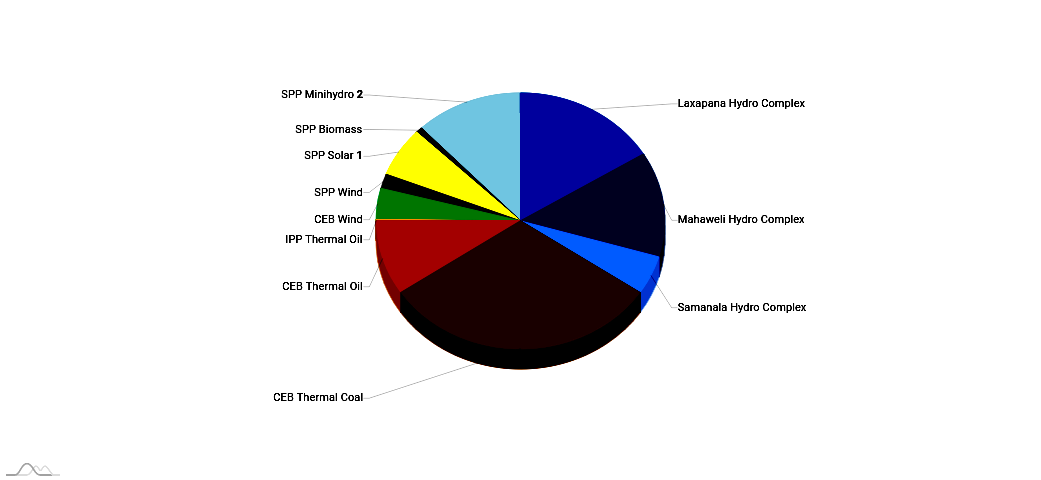 SPP Minihydro 2
Laxapana Hydro Complex
SPP Biomass
SPP Solar 1
SPP Wind
CEB Wind
Mahaweli Hydro Complex
IPP Thermal Oil
CEB Thermal Oil
Samanala Hydro Complex
CEB Thermal Coal